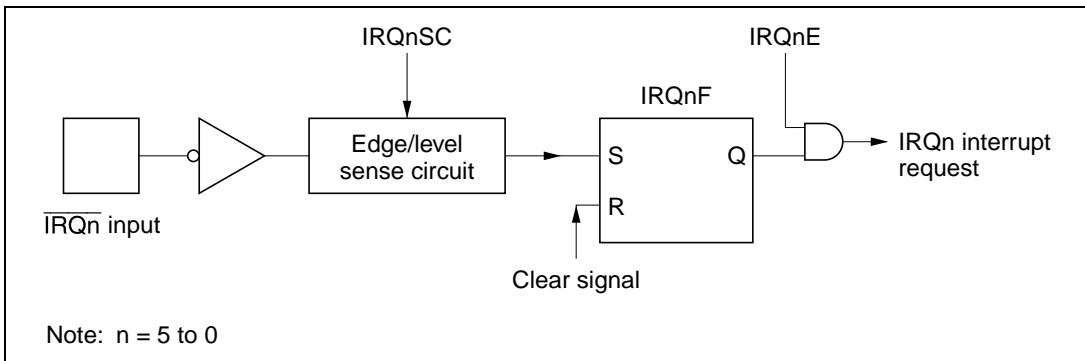 IRQnSC
IRQnE
IRQnF
Edge/level
sense circuit
S
Q
R
IRQn interrupt
request
IRQn input
Clear signal
Note: n = 5 to 0